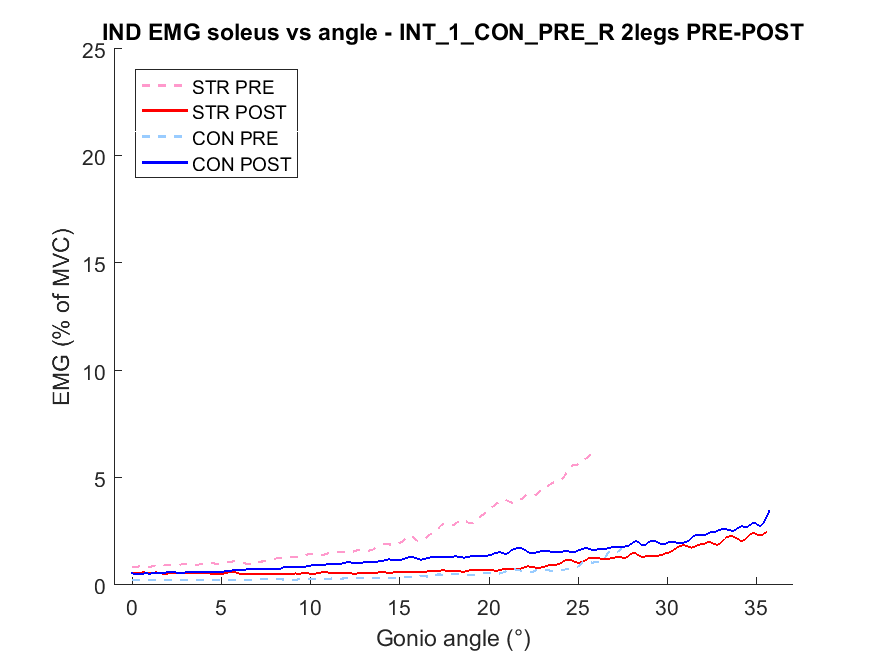 IND EMG soleus vs angle - INT_1_CON_PRE_R 2legs PRE-POST
25
20
15
10
5
0
EMG (% of MVC)
STR PRE
STR POST
CON PRE
CON POST
0 5 10 15 20 25 30 35
Gonio angle (°)